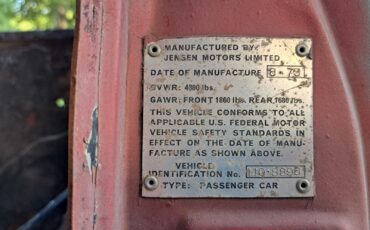 MANUFACTURED BY
JENSEN MOTORS LIMITED
DATE OF MANUFACTURE
GVWR: 4300 lbs.
GAWR: FRONT 1860 lbs. REAR, lbs.
THIS VEHICLE CONFORMS TO ALL
APPLICABLE U.S. FEDERAL MOTOR
VEHICLE SAFETY STANDARDS IN
EFFECT ON THE DATE OF MANU-
FACTURE AS SHOWN ABOVE.
VEHICLE
IDENTIFICATION No.
TYPE: PASSENGER CAR